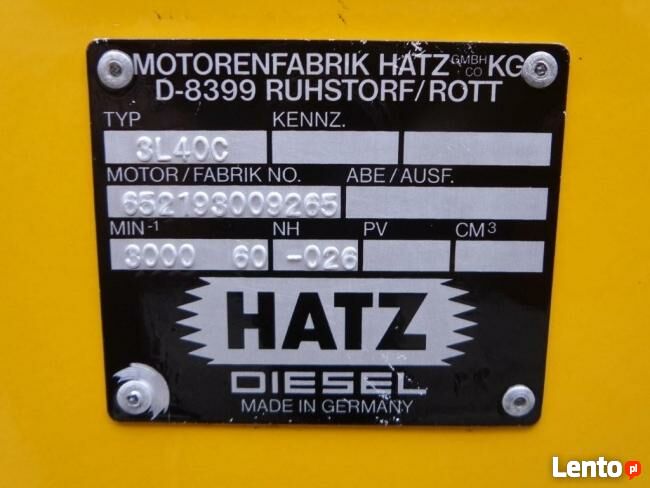 MOTORENFABRIK HATZ GMBH CO KG
D-8399 RUHSTORF/ROTT
TYP KENNZ.
3L40C
MOTOR/FABRIK NO. ABE/AUSF.
652193009265
MIN-1 NH PV CM3
3000 60 -026
HATZ
DIESEL
MADE IN GERMANY
Lento.pl